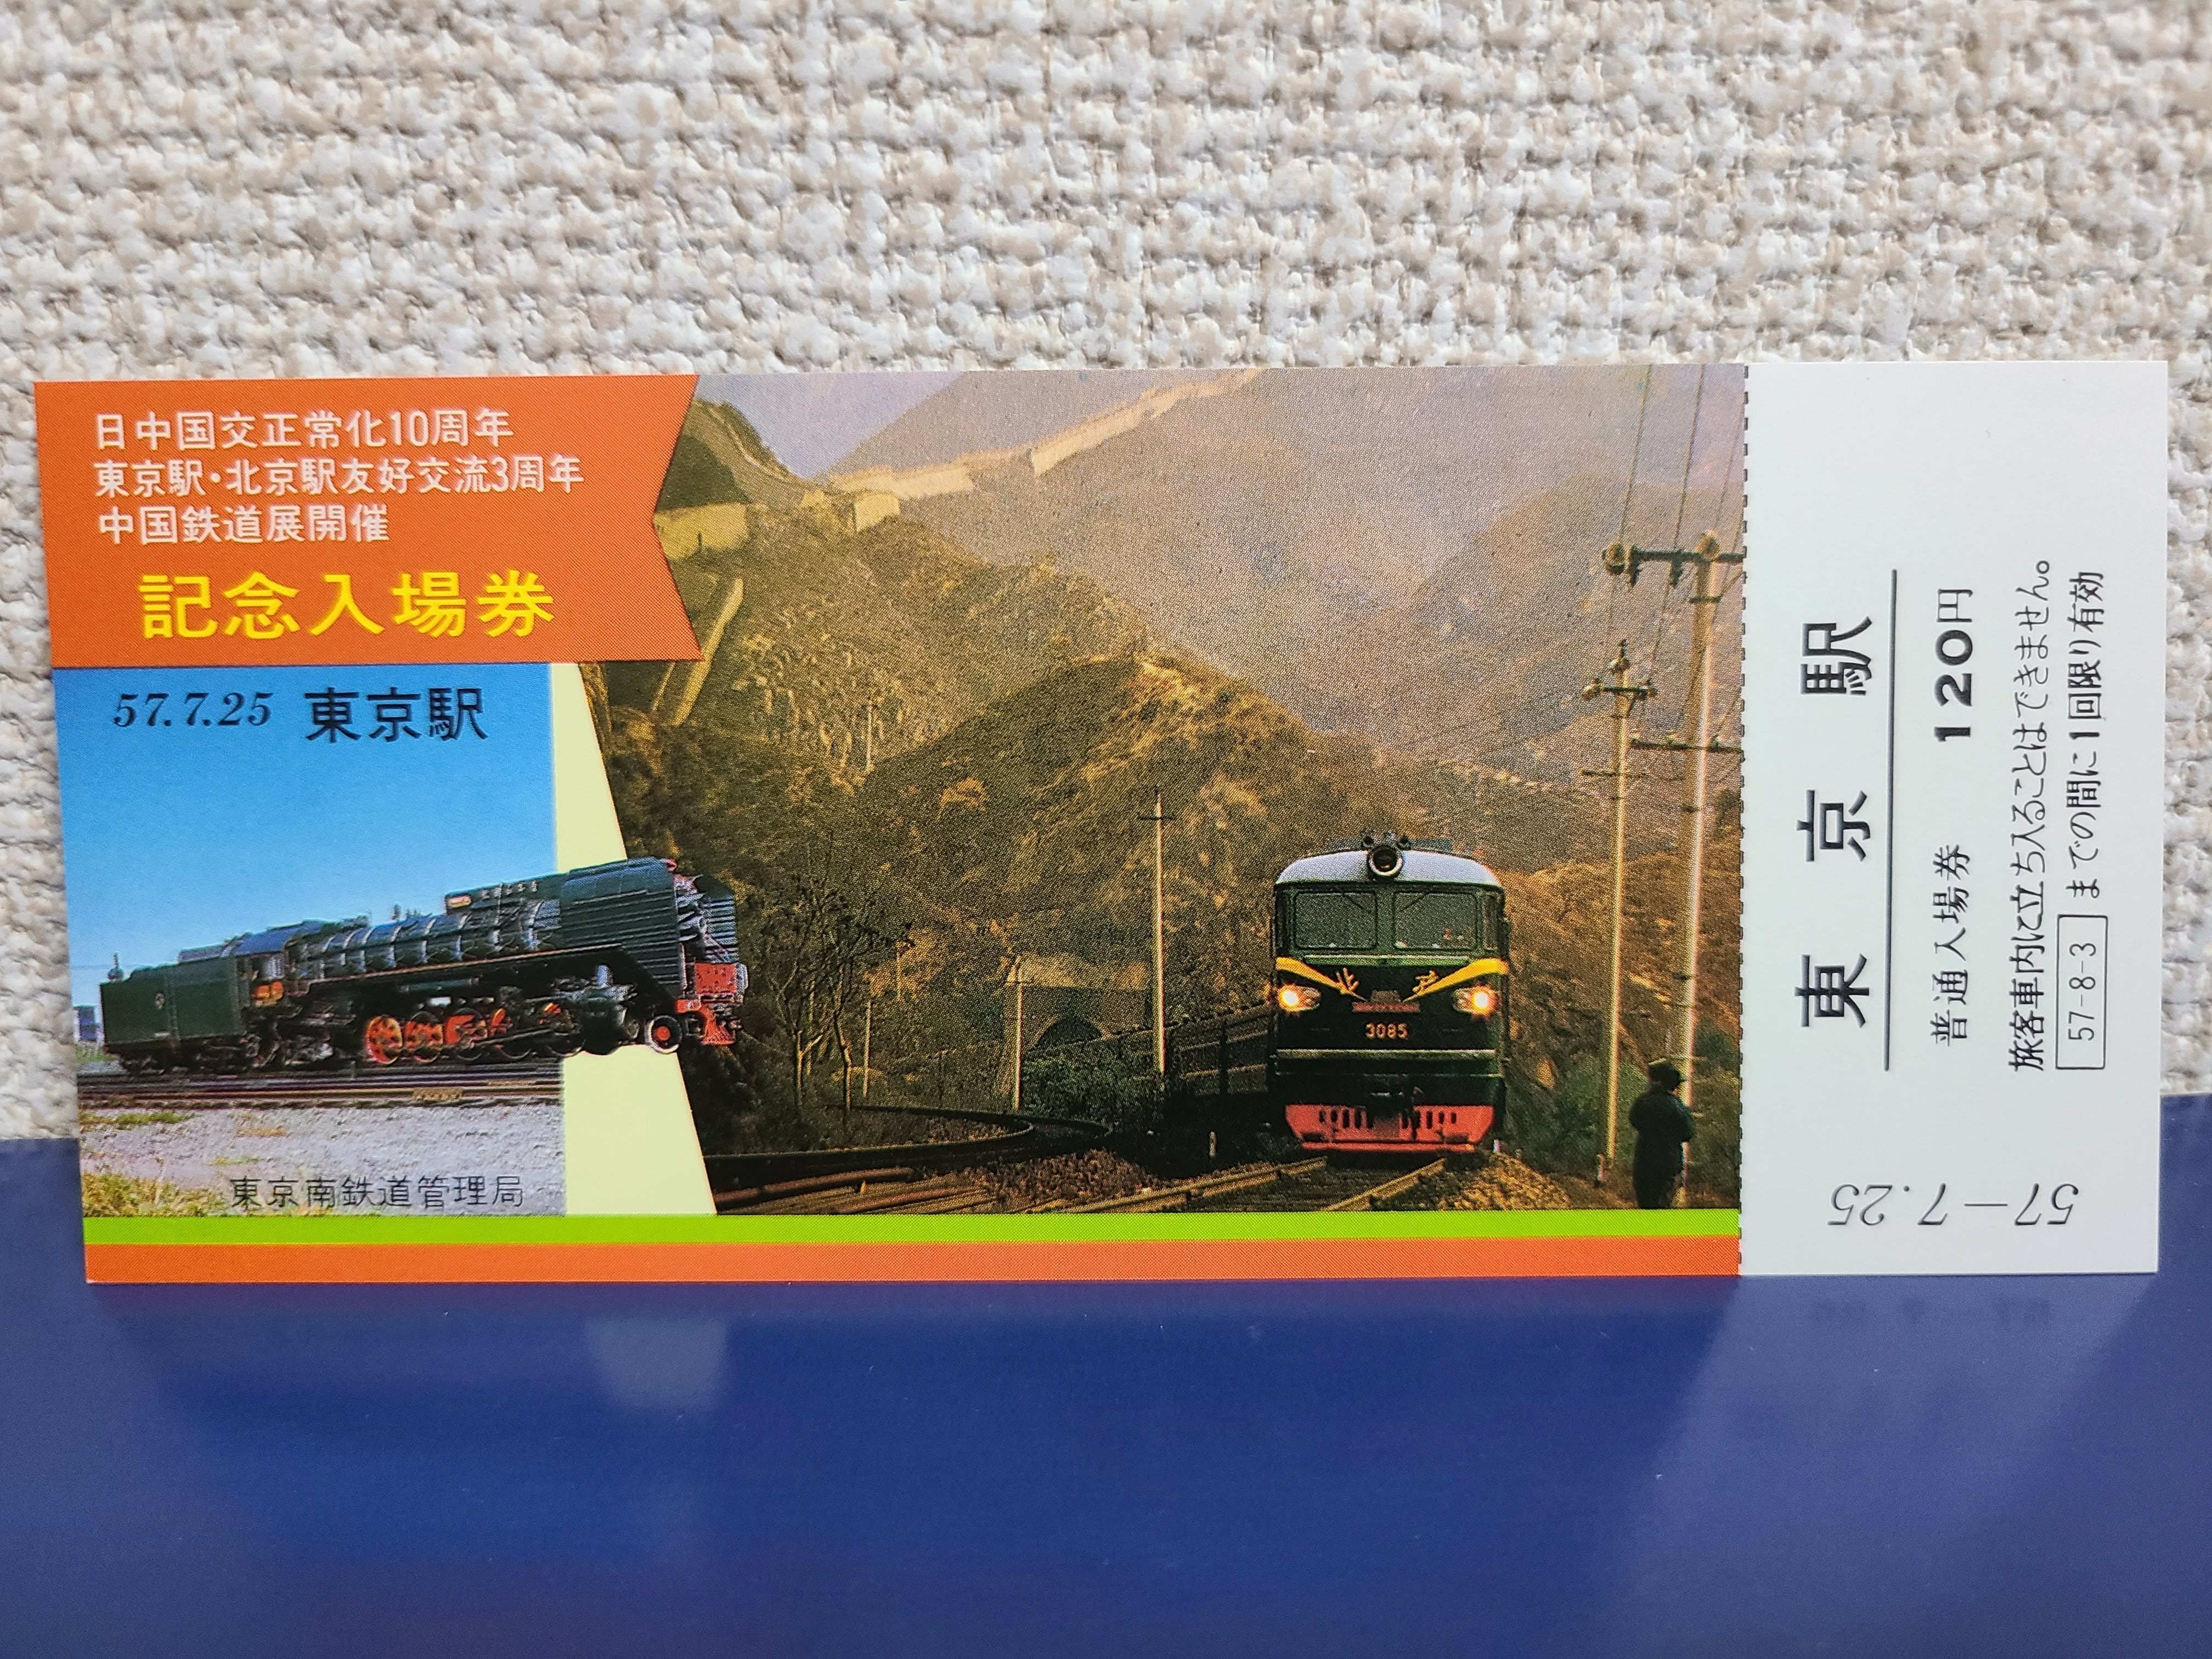 日中国交正常化10周年
東京駅・北京駅友好交流3周年
中国鉄道展開催
記念入場券
57.7.25 東京駅
東京南鉄道管理局
北京
3085
東京駅
普通入場券 120円
旅客車内に立ち入ることはできません。
57-8-3 までの間に1回限り有効
57-7.25